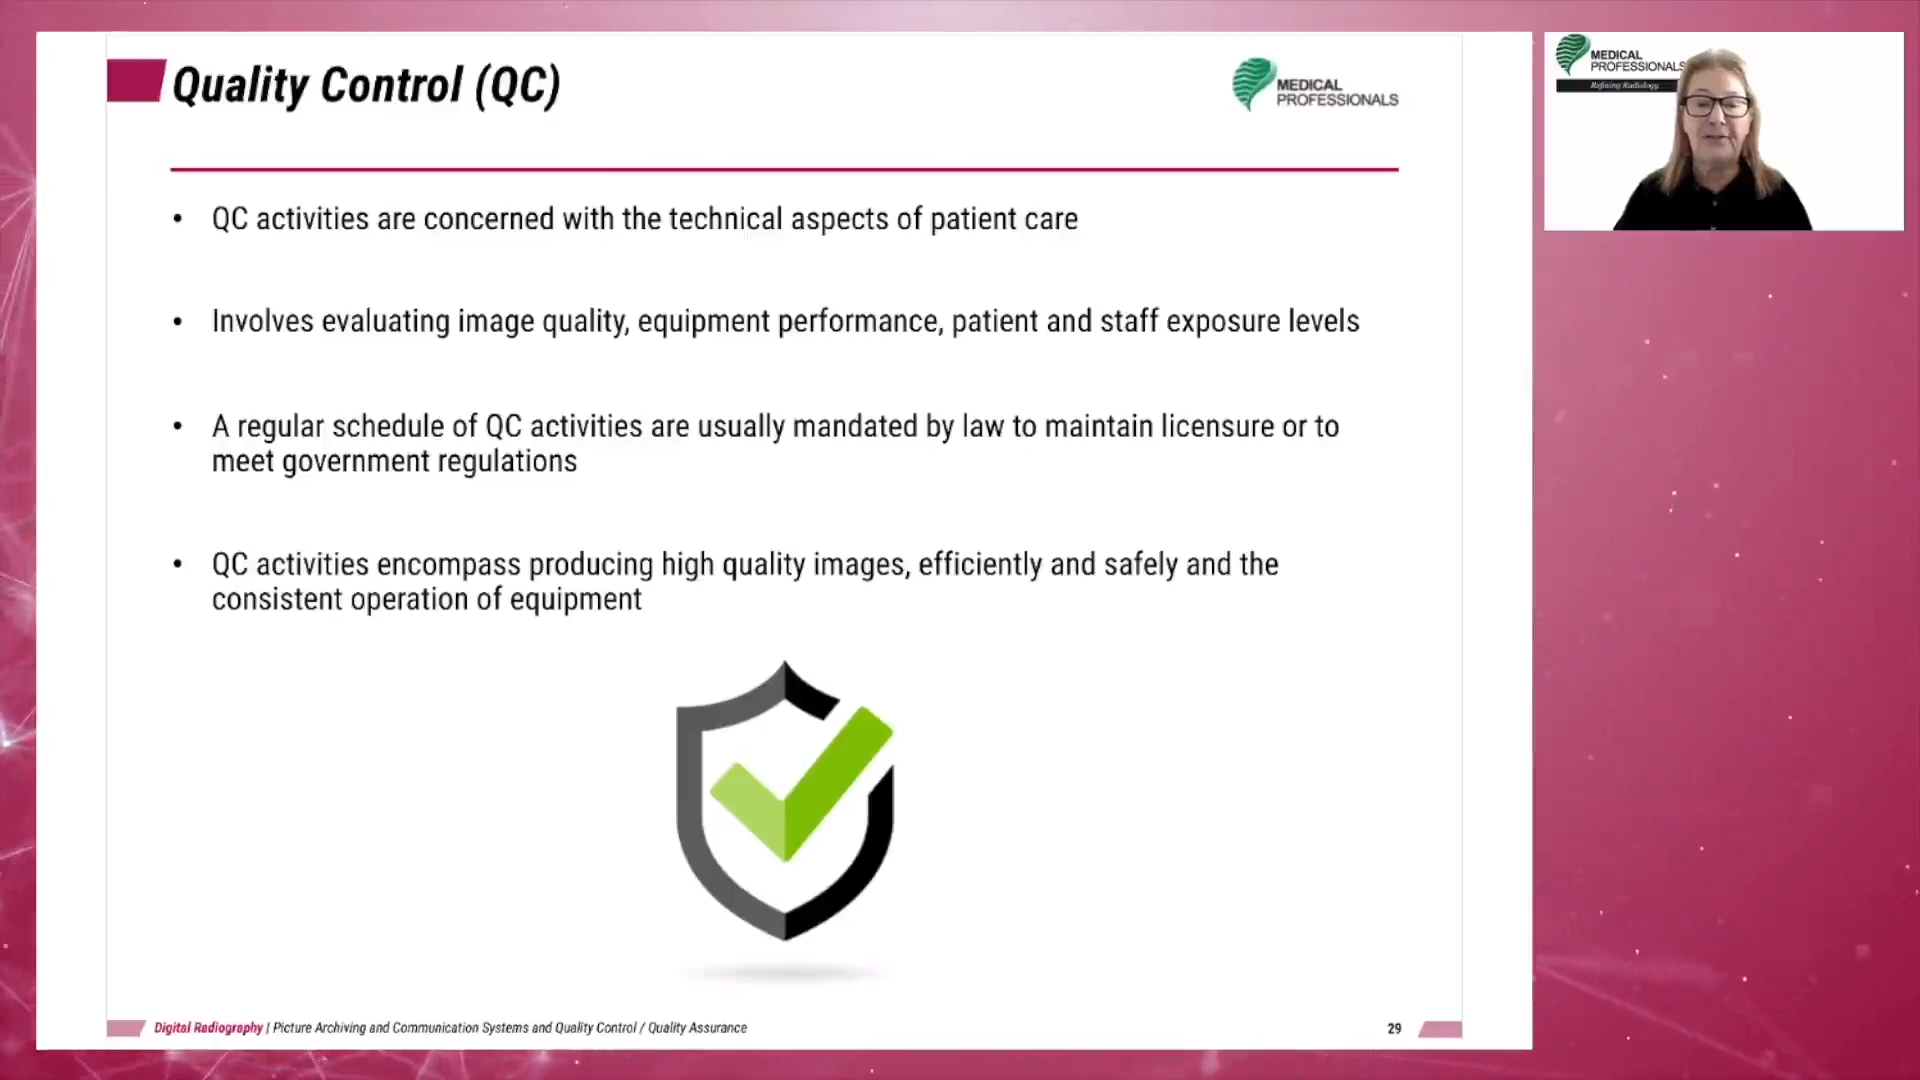 Quality Control (QC)
MEDICAL
PROFESSIONALS
• QC activities are concerned with the technical aspects of patient care
• Involves evaluating image quality, equipment performance, patient and staff exposure levels
• A regular schedule of QC activities are usually mandated by law to maintain licensure or to
meet government regulations
• QC activities encompass producing high quality images, efficiently and safely and the
consistent operation of equipment
Digital Radiography | Picture Archiving and Communication Systems and Quality Control / Quality Assurance
29
MEDICAL
PROFESSIONALS
Refining Radiology